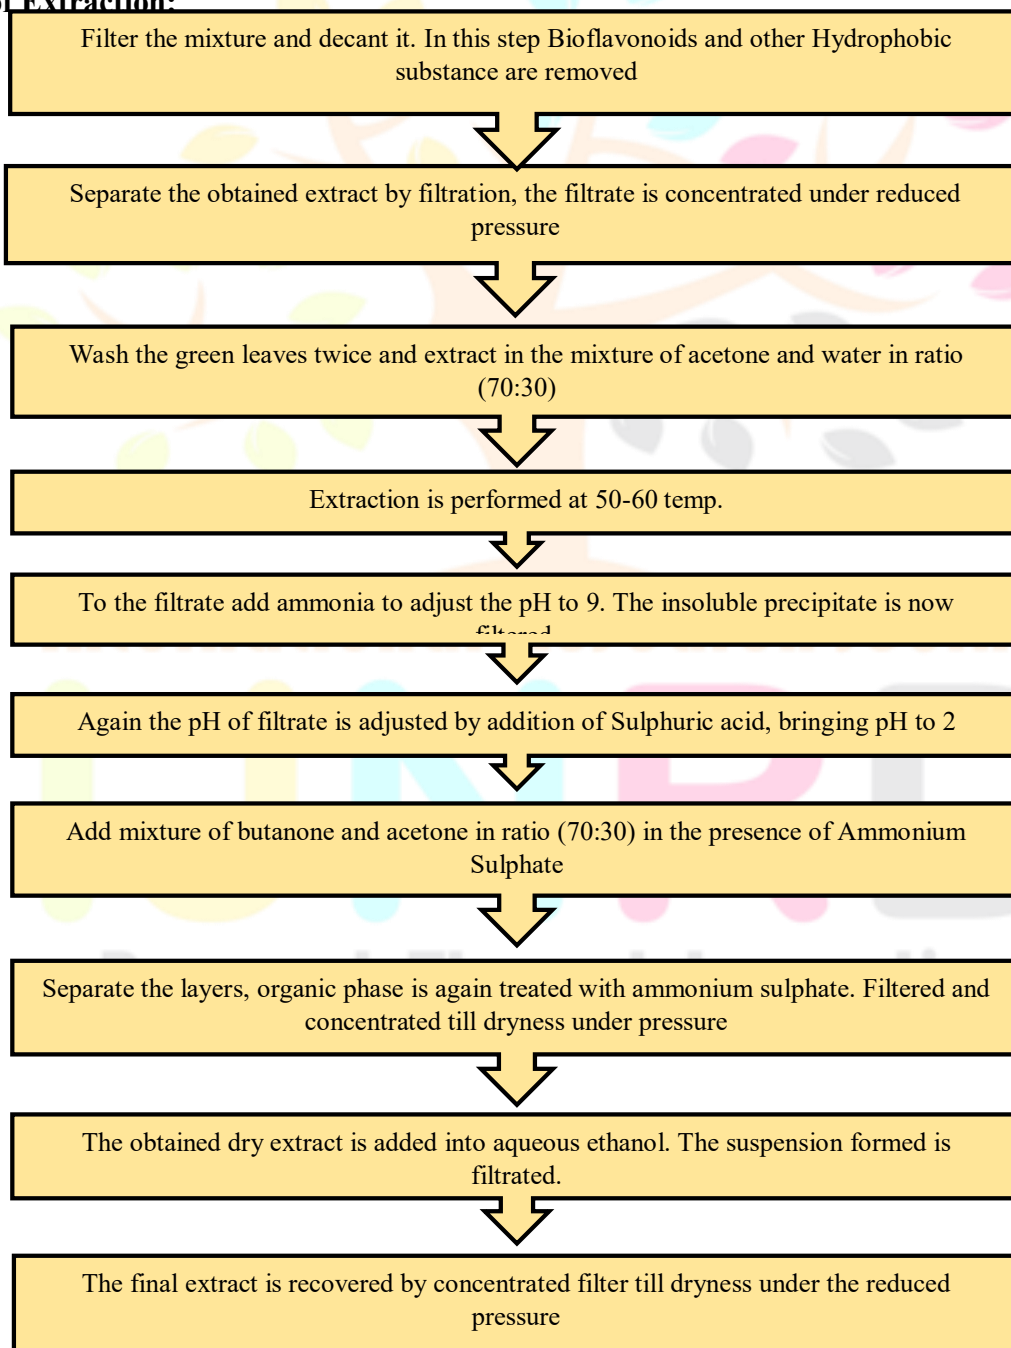 of Extraction:
Filter the mixture and decant it. In this step Bioflavonoids and other Hydrophobic
substance are removed
Separate the obtained extract by filtration, the filtrate is concentrated under reduced
pressure
Wash the green leaves twice and extract in the mixture of acetone and water in ratio
(70:30)
Extraction is performed at 50-60 temp.
To the filtrate add ammonia to adjust the pH to 9. The insoluble precipitate is now
filtered
Again the pH of filtrate is adjusted by addition of Sulphuric acid, bringing pH to 2
Add mixture of butanone and acetone in ratio (70:30) in the presence of Ammonium
Sulphate
Separate the layers, organic phase is again treated with ammonium sulphate. Filtered and
concentrated till dryness under pressure
The obtained dry extract is added into aqueous ethanol. The suspension formed is
filtrated.
The final extract is recovered by concentrated filter till dryness under the reduced
pressure